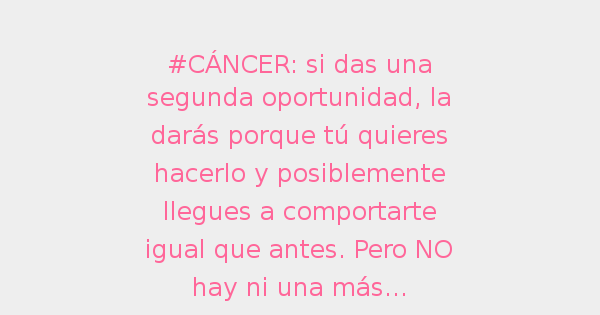 #CÁNCER: si das una
segunda oportunidad, la
darás porque tú quieres
hacerlo y posiblemente
llegues a comportarte
igual que antes. Pero NO
hay ni una más...